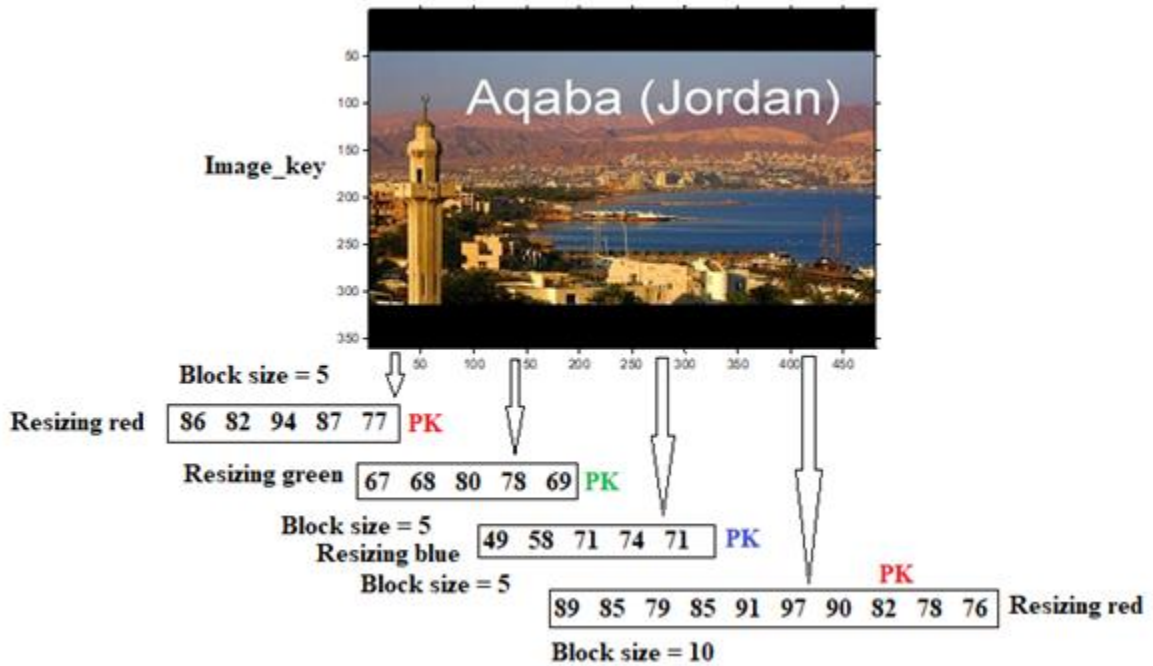 50
100
Aqaba (Jordan)
150
Image_key
200
250
300
350
50 100 150 200 250 300 350 400 450
Block size = 5
Resizing red 86 82 94 87 77 PK
Resizing green 67 68 80 78 69 PK
Block size = 5
Resizing blue 49 58 71 74 71 PK
Block size = 5
PK
89 85 79 85 91 97 90 82 78 76 Resizing red
Block size = 10